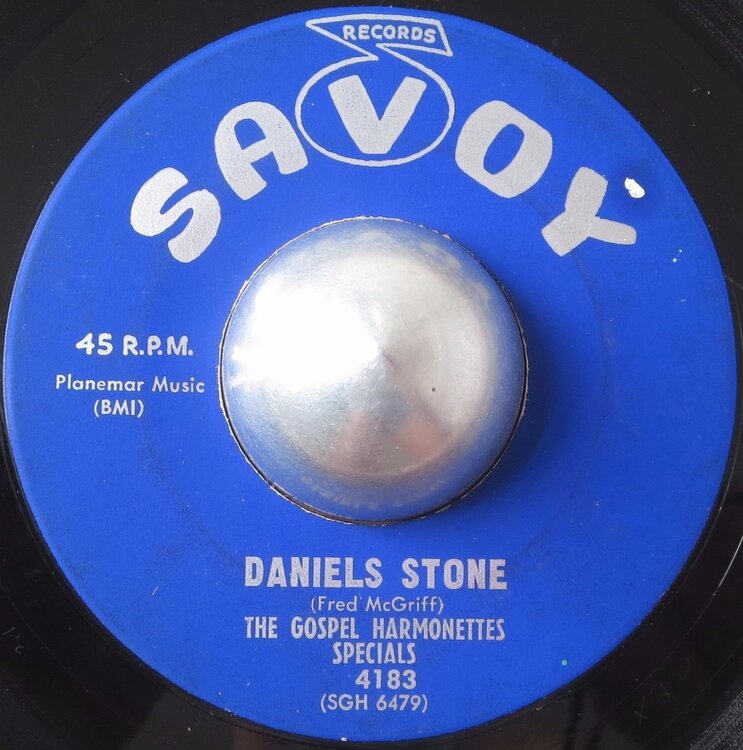 RECORDS
SAVOY
45 R.P.M.
Planemar Music
(BMI)
DANIELS STONE
(Fred McGriff)
THE GOSPEL HARMONETTES
SPECIALS
4183
(SGH 6479)